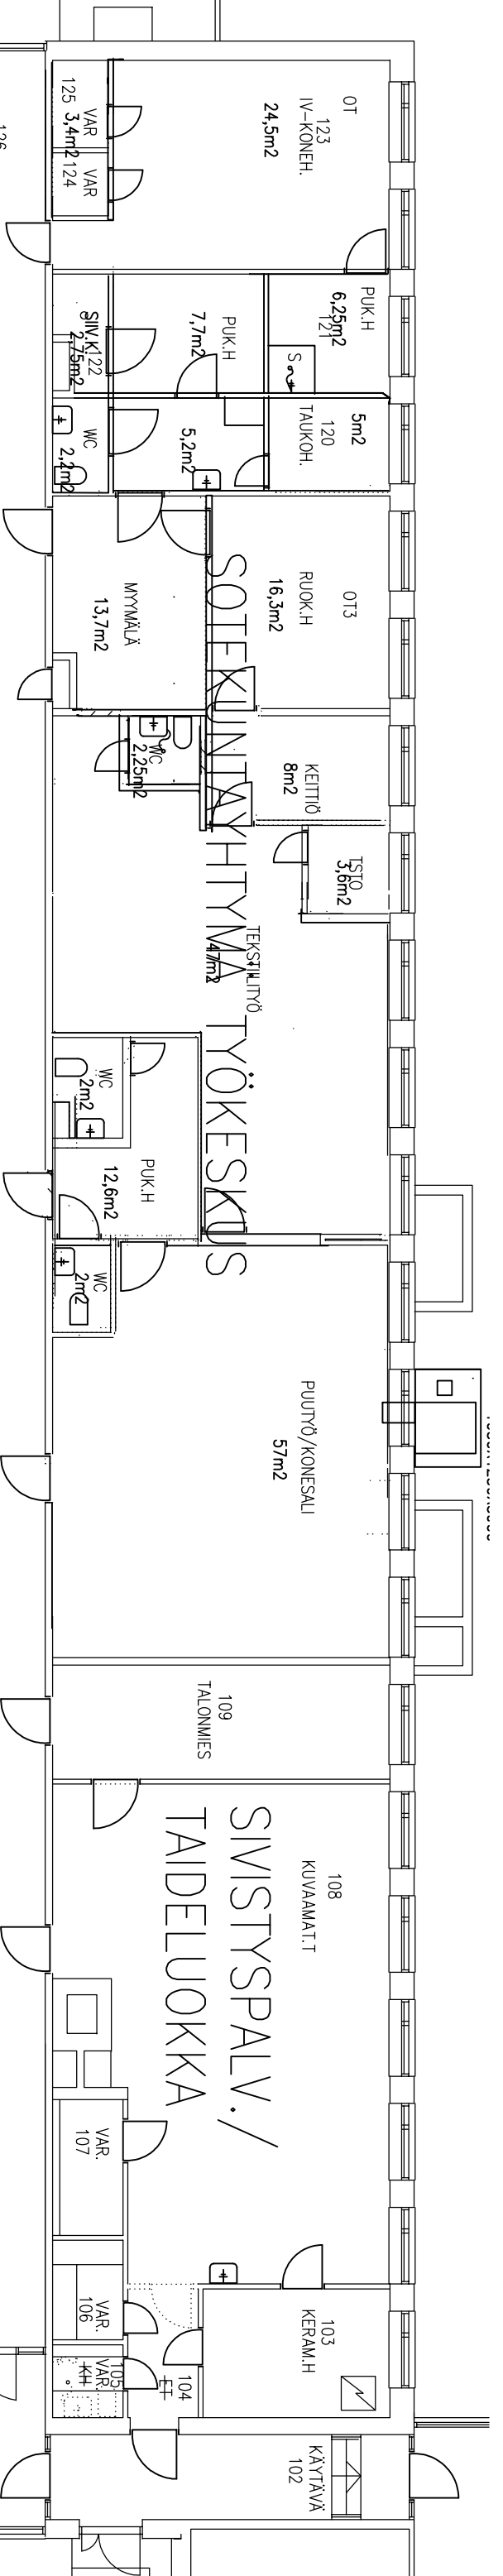 OT
123
IV-KONEH.
24,5m2
VAR
125
3,4m2
VAR
124
126
PUK.H
6,25m2
121
S
PUK.H
7,7m2
SIIV.K
122
2,75m2
5m2
120
TAUKOH.
5,2m2
WC
2,2m2
OT3
RUOK.H
16,3m2
MYYMÄLÄ
13,7m2
KEITTIÖ
8m2
WC
2,25m2
TSTO
3,6m2
SOTEKUNTAYHTYMÄ: TYÖKESKUS
TEKSTIILITYÖ
47m2
WC
2m2
PUK.H
12,6m2
WC
2m2
PUUTYÖ/KONESALI
57m2
109
TALONMIES
108
KUVAAMAT.T
SIVISTYSPALV./
TAIDELUOKKA
VAR.
107
VAR.
106
103
KERAM.H
105
VAR.
KH
104
ET
KÄYTÄVÄ
102